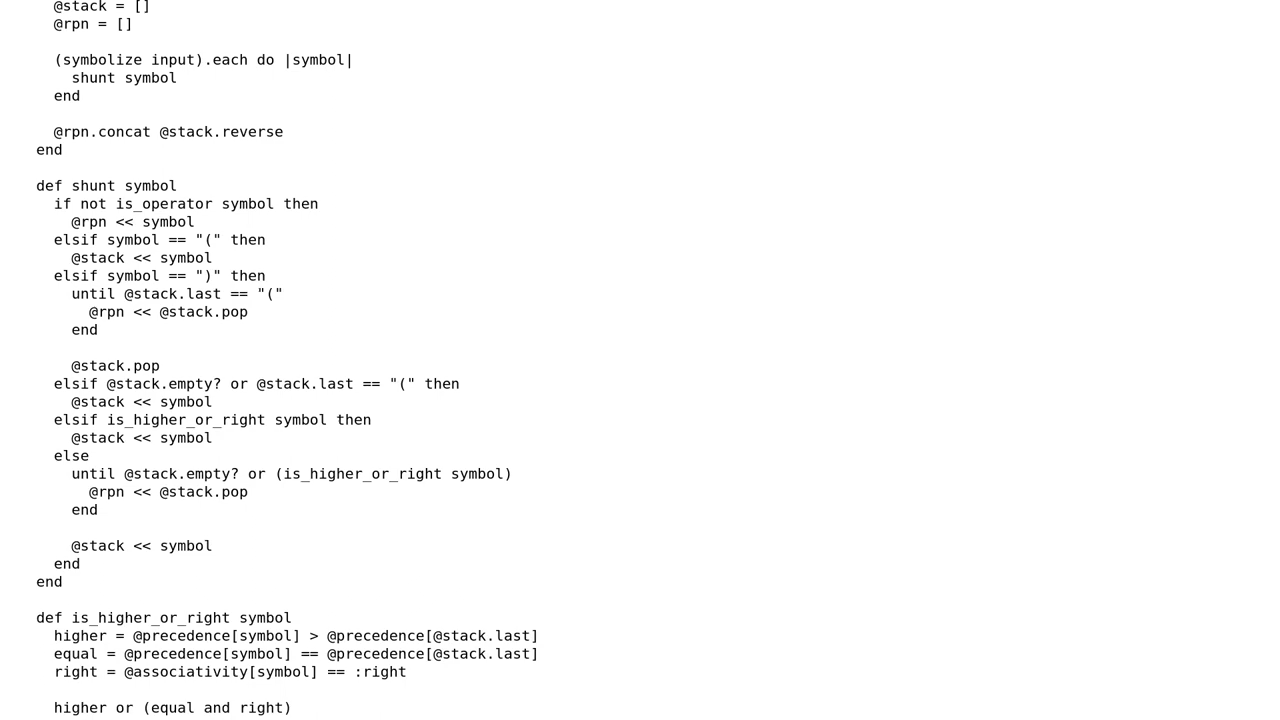 @stack = []
@rpn = []
(symbolize input).each do |symbol|
shunt symbol
end
@rpn.concat @stack.reverse
end
def shunt symbol
if not is_operator symbol then
@rpn << symbol
elsif symbol == "(" then
@stack << symbol
elsif symbol == ")" then
until @stack.last == "("
@rpn << @stack.pop
end
@stack.pop
elsif @stack.empty? or @stack.last == "(" then
@stack << symbol
elsif is_higher_or_right symbol then
@stack << symbol
else
until @stack.empty? or (is_higher_or_right symbol)
@rpn << @stack.pop
end
@stack << symbol
end
end
def is_higher_or_right symbol
higher = @precedence[symbol] > @precedence[@stack.last]
equal = @precedence[symbol] == @precedence[@stack.last]
right = @associativity[symbol] == :right
higher or (equal and right)